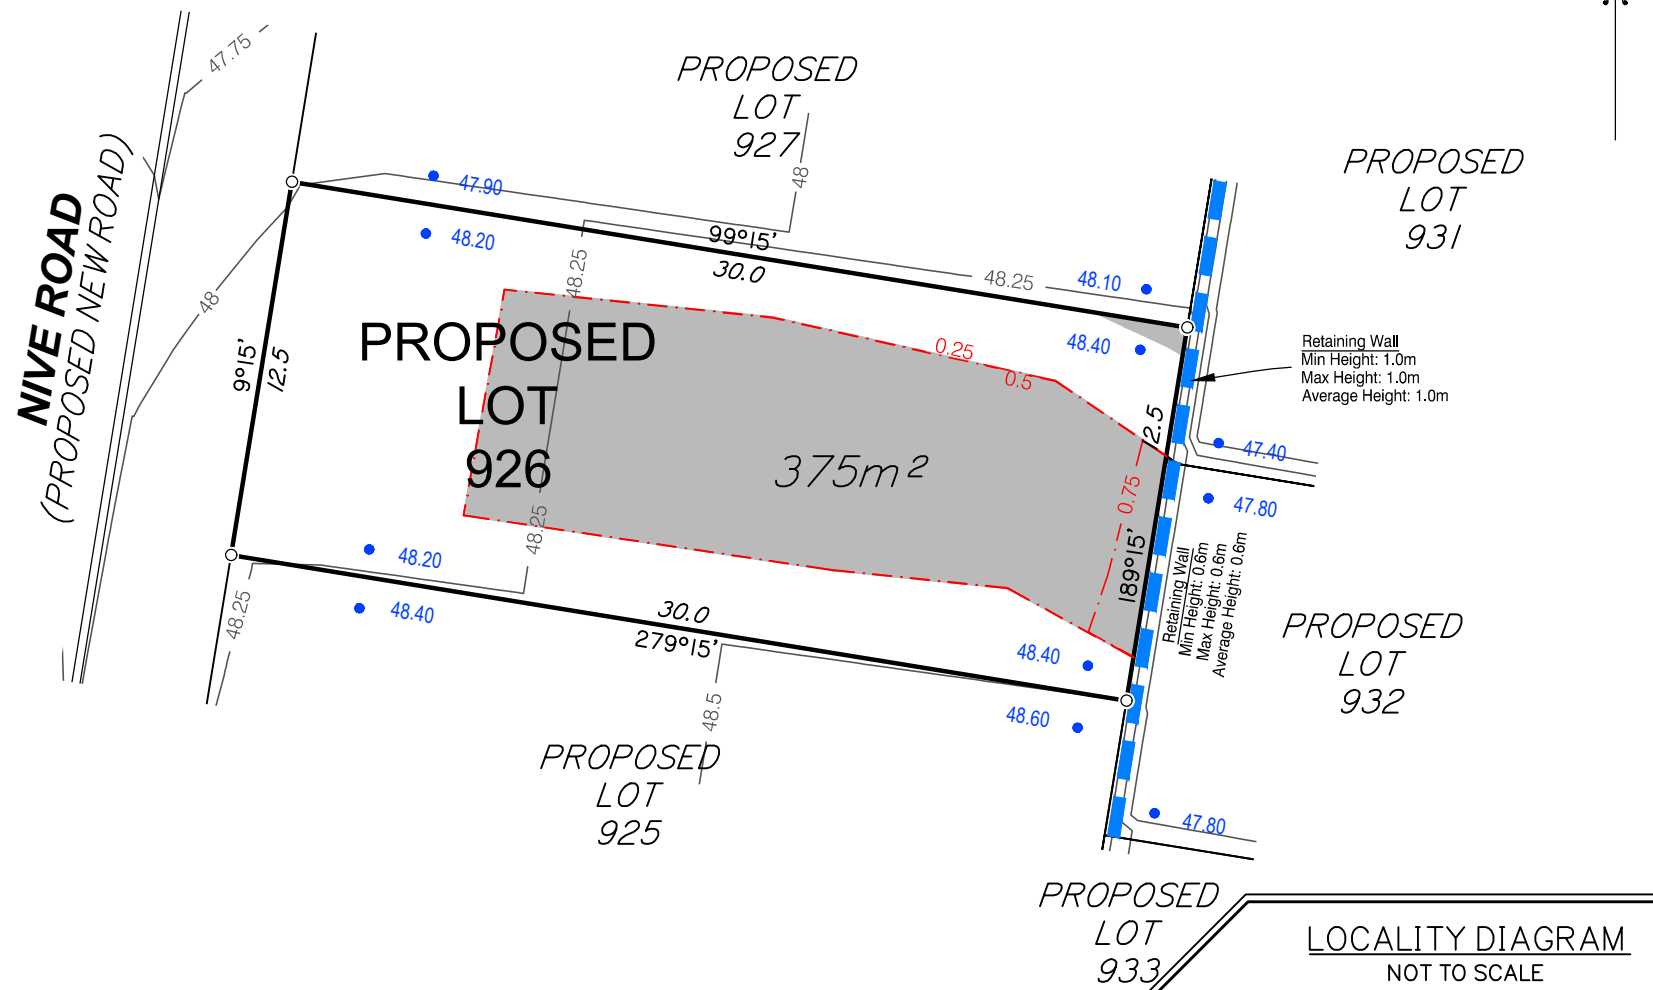 47.75
NIVE ROAD
(PROPOSED NEW ROAD)
48
PROPOSED
LOT
927
48
PROPOSED
LOT
931
47.90
48.20
48.25
99°15'
30.0
48.25
48.10
48.40
Retaining Wall
Min Height: 1.0m
Max Height: 1.0m
Average Height: 1.0m
9°15'
12.5
PROPOSED
LOT
926
375m²
0.25
0.5
0.75
2.5
189°15'
47.40
47.80
Retaining Wall
Min Height: 0.6m
Max Height: 0.6m
Average Height: 0.6m
48.25
48.20
48.40
48.25
30.0
279°15'
48.40
48.60
48.5
PROPOSED
LOT
932
PROPOSED
LOT
925
47.80
PROPOSED
LOT
933
LOCALITY DIAGRAM
NOT TO SCALE